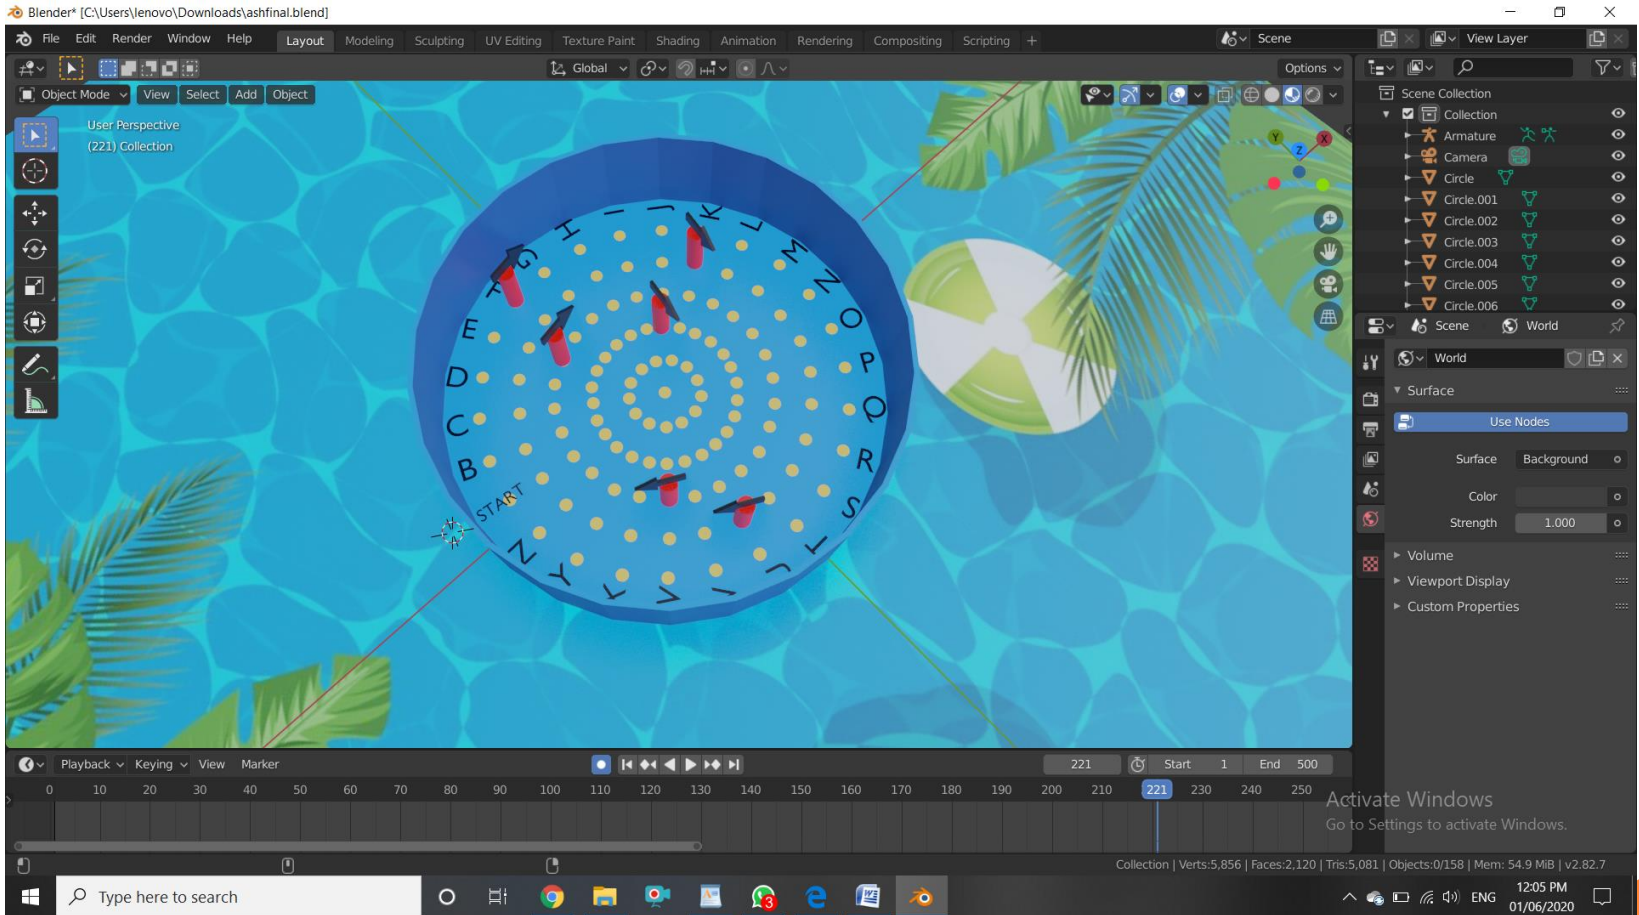 Blender* [C:\Users\lenovo\Downloads\ashfinal.blend]
File Edit Render Window Help Layout Modeling Sculpting UV Editing Texture Paint Shading Animation Rendering Compositing Scripting + Scene View Layer
Global Options
Object Mode View Select Add Object
User Perspective
(221) Collection
Scene Collection
Collection
Armature
Camera
Circle
Circle.001
Circle.002
Circle.003
Circle.004
Circle.005
Circle.006
Scene World
World
Surface
Use Nodes
Surface Background
Color
Strength 1.000
Volume
Viewport Display
Custom Properties
Y X Z
START
B
C
D
E
F
G
H
I
J
K
L
M
N
O
P
Q
R
S
T
V
Y
Z
Playback Keying View Marker 221 Start 1 End 500
0 10 20 30 40 50 60 70 80 90 100 110 120 130 140 150 160 170 180 190 200 210 221 230 240 250
Activate Windows
Go to Settings to activate Windows.
Collection | Verts:5,856 | Faces:2,120 | Tris:5,081 | Objects:0/158 | Mem: 54.9 MiB | v2.82.7
Type here to search 3 ENG 12:05 PM
01/06/2020